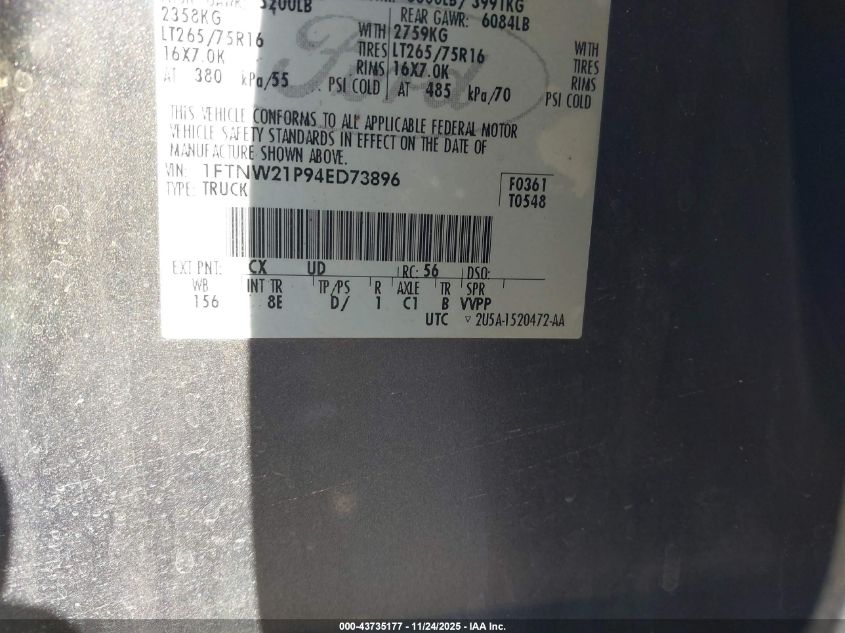 5200LB
8800LB/3991KG
2358KG
REAR GAWR: 6084LB
LT265/75R16 WITH 2759KG WITH
16X7.0K TIRES LT265/75R16 TIRES
RIMS 16X7.0K RIMS
AT 380 kPa/55 PSI COLD AT 485 kPa/70 PSI COLD
Ford
THIS VEHICLE CONFORMS TO ALL APPLICABLE FEDERAL MOTOR
VEHICLE SAFETY STANDARDS IN EFFECT ON THE DATE OF
MANUFACTURE SHOWN ABOVE.
VIN: 1FTNW21P94ED73896
TYPE: TRUCK
F0361
T0548
EXT PNT: CX UD RC: 56 DSO:
WB INT TR TP/PS R AXLE TR SPR
156 8E D/ 1 C1 B VVPP
UTC ▽ 2U5A-1520472-AA
000-43735177 - 11/24/2025 - IAA Inc.